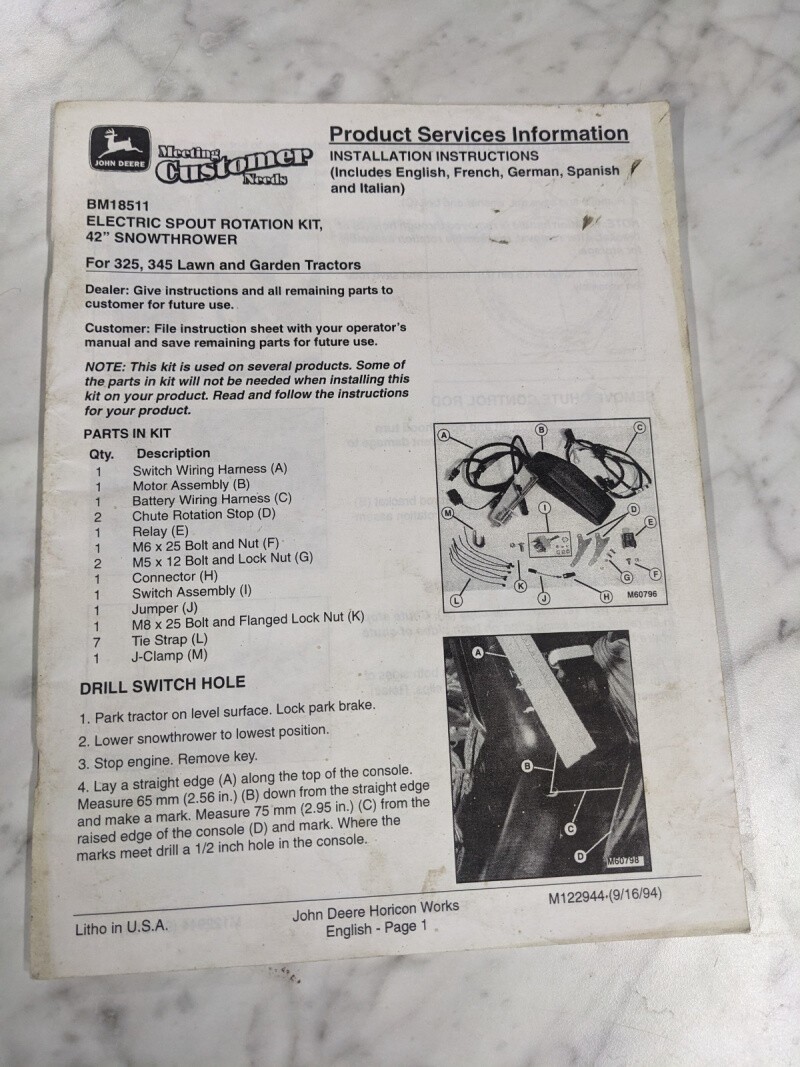 JOHN DEERE
Meeting
Customer
Needs
Product Services Information
INSTALLATION INSTRUCTIONS
(Includes English, French, German, Spanish
and Italian)
BM18511
ELECTRIC SPOUT ROTATION KIT,
42” SNOWTHROWER
For 325, 345 Lawn and Garden Tractors
Dealer: Give instructions and all remaining parts to
customer for future use.
Customer: File instruction sheet with your operator's
manual and save remaining parts for future use.
NOTE: This kit is used on several products. Some of
the parts in kit will not be needed when installing this
kit on your product. Read and follow the instructions
for your product.
PARTS IN KIT
Qty. Description
1 Switch Wiring Harness (A)
1 Motor Assembly (B)
1 Battery Wiring Harness (C)
2 Chute Rotation Stop (D)
1 Relay (E)
1 M6 x 25 Bolt and Nut (F)
2 M5 x 12 Bolt and Lock Nut (G)
1 Connector (H)
1 Switch Assembly (I)
1 Jumper (J)
1 M8 x 25 Bolt and Flanged Lock Nut (K)
7 Tie Strap (L)
1 J-Clamp (M)
A B C
M I D E
K G F
L J H M60796
DRILL SWITCH HOLE
1. Park tractor on level surface. Lock park brake.
2. Lower snowthrower to lowest position.
3. Stop engine. Remove key.
4. Lay a straight edge (A) along the top of the console.
Measure 65 mm (2.56 in.) (B) down from the straight edge
and make a mark. Measure 75 mm (2.95 in.) (C) from the
raised edge of the console (D) and mark. Where the
marks meet drill a 1/2 inch hole in the console.
A
B
C
D
M60798
Litho in U.S.A.
John Deere Horicon Works
English - Page 1
M122944-(9/16/94)